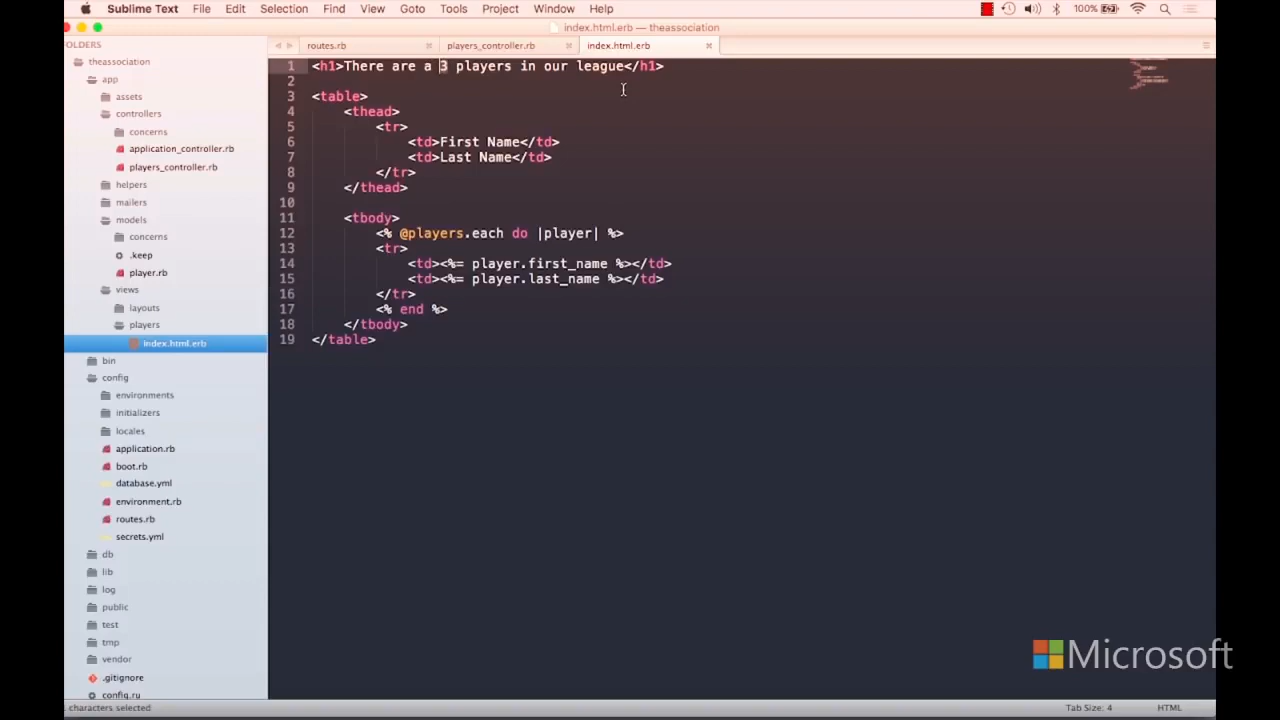 Sublime Text File Edit Selection Find View Goto Tools Project Window Help 100%
index.html.erb — theassociation
OLDERS
routes.rb players_controller.rb index.html.erb
theassociation
app
assets
controllers
concerns
application_controller.rb
players_controller.rb
helpers
mailers
models
concerns
.keep
player.rb
views
layouts
players
index.html.erb
bin
config
environments
initializers
locales
application.rb
boot.rb
database.yml
environment.rb
routes.rb
secrets.yml
db
lib
log
public
test
tmp
vendor
.gitignore
config.ru
1 <h1>There are a 3 players in our league</h1>
2
3 <table>
4 <thead>
5 <tr>
6 <td>First Name</td>
7 <td>Last Name</td>
8 </tr>
9 </thead>
10
11 <tbody>
12 <% @players.each do |player| %>
13 <tr>
14 <td><%= player.first_name %></td>
15 <td><%= player.last_name %></td>
16 </tr>
17 <% end %>
18 </tbody>
19 </table>
Microsoft
characters selected Tab Size: 4 HTML